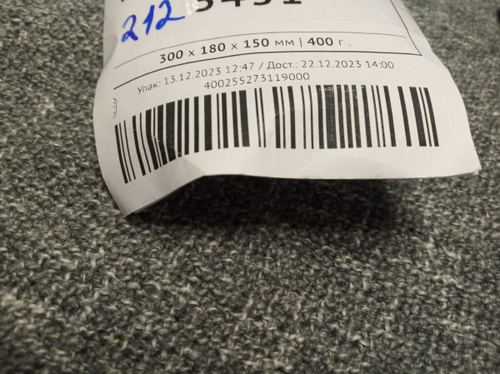 212
300 x 180 x 150 мм | 400 г.
Упак: 13.12.2023 12:47 / Дост.: 22.12.2023 14:00
400255273119000